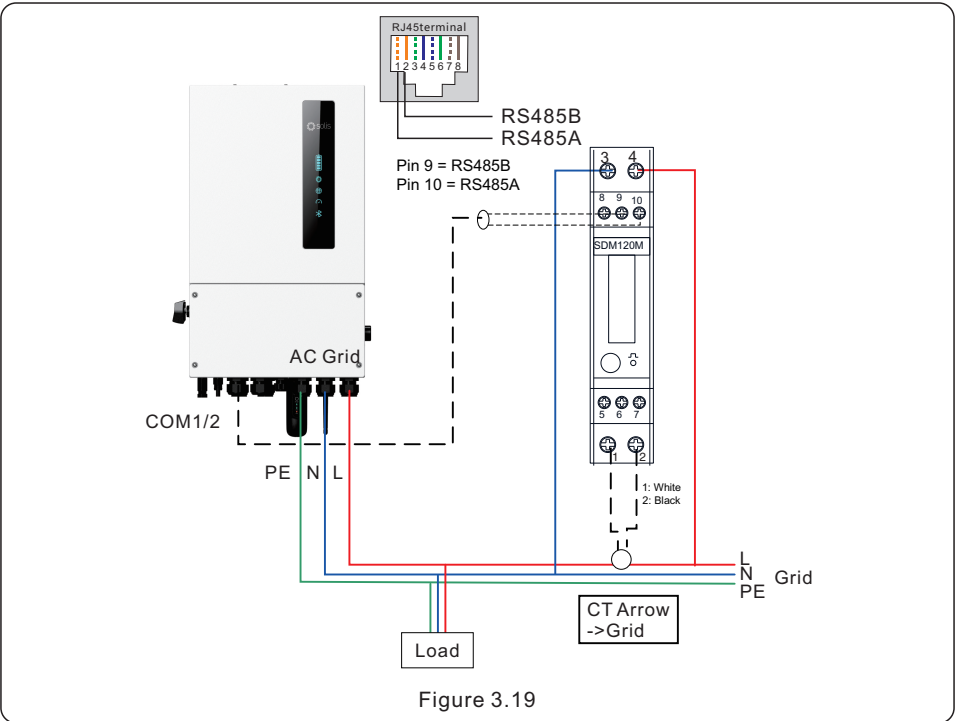 RJ45terminal
1 2 3 4 5 6 7 8
RS485B
RS485A
Pin 9 = RS485B
Pin 10 = RS485A
solis
3 4
8 9 10
SDM120M
5 6 7
1 2
1: White
2: Black
AC Grid
COM1/2
PE N L
L
N
PE
Grid
CT Arrow
->Grid
Load
Figure 3.19